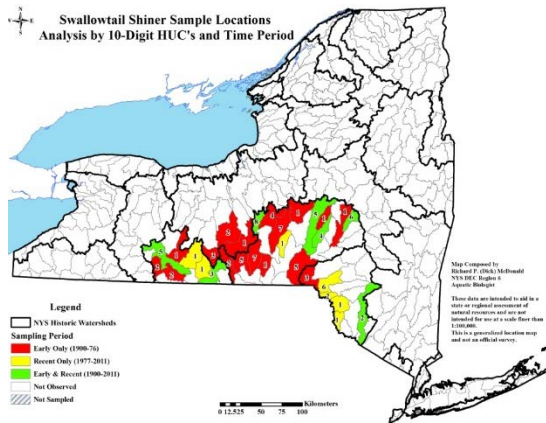 Swallowtail Shiner Sample Locations
Analysis by 10-Digit HUC's and Time Period
N
W E
S
Map Composed by
Richard P. (Dick) McDonald
NYS DEC Region 6
Aquatic Biologist
These data are intended to aid in a
state or regional assessment of
natural resources and are not
intended for use at a scale finer than
1:100,000.
This is a generalized location map
and not an official survey.
Legend
NYS Historic Watersheds
Sampling Period
Early Only (1900-76)
Recent Only (1977-2011)
Early & Recent (1900-2011)
Not Observed
Not Sampled
Kilometers
0 12.525 50 75 100